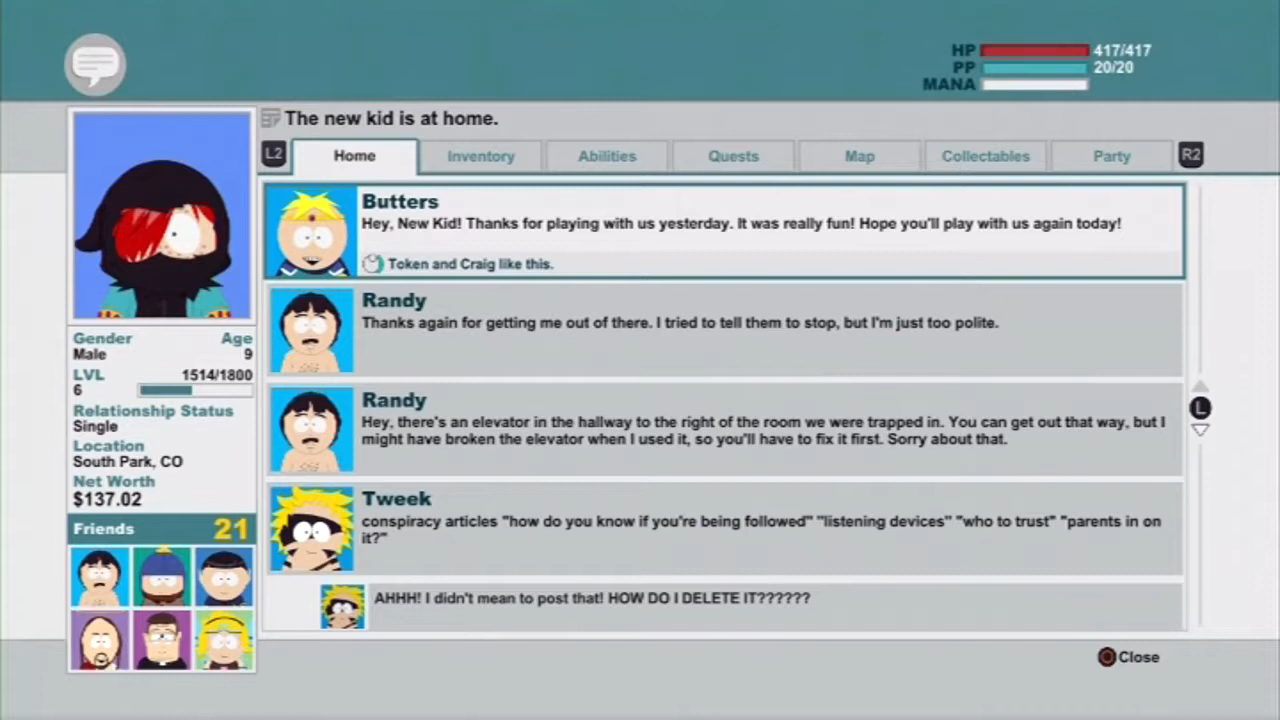 HP 417/417
PP 20/20
MANA
The new kid is at home.
L2 Home Inventory Abilities Quests Map Collectables Party R2
Butters
Hey, New Kid! Thanks for playing with us yesterday. It was really fun! Hope you'll play with us again today!
Token and Craig like this.
Randy
Thanks again for getting me out of there. I tried to tell them to stop, but I'm just too polite.
Randy
Hey, there's an elevator in the hallway to the right of the room we were trapped in. You can get out that way, but I
might have broken the elevator when I used it, so you'll have to fix it first. Sorry about that.
Tweek
conspiracy articles "how do you know if you're being followed" "listening devices" "who to trust" "parents in on
it?"
AHHH! I didn't mean to post that! HOW DO I DELETE IT??????
Gender Age
Male 9
LVL 1514/1800
6
Relationship Status
Single
Location
South Park, CO
Net Worth
$137.02
Friends 21
L
Close